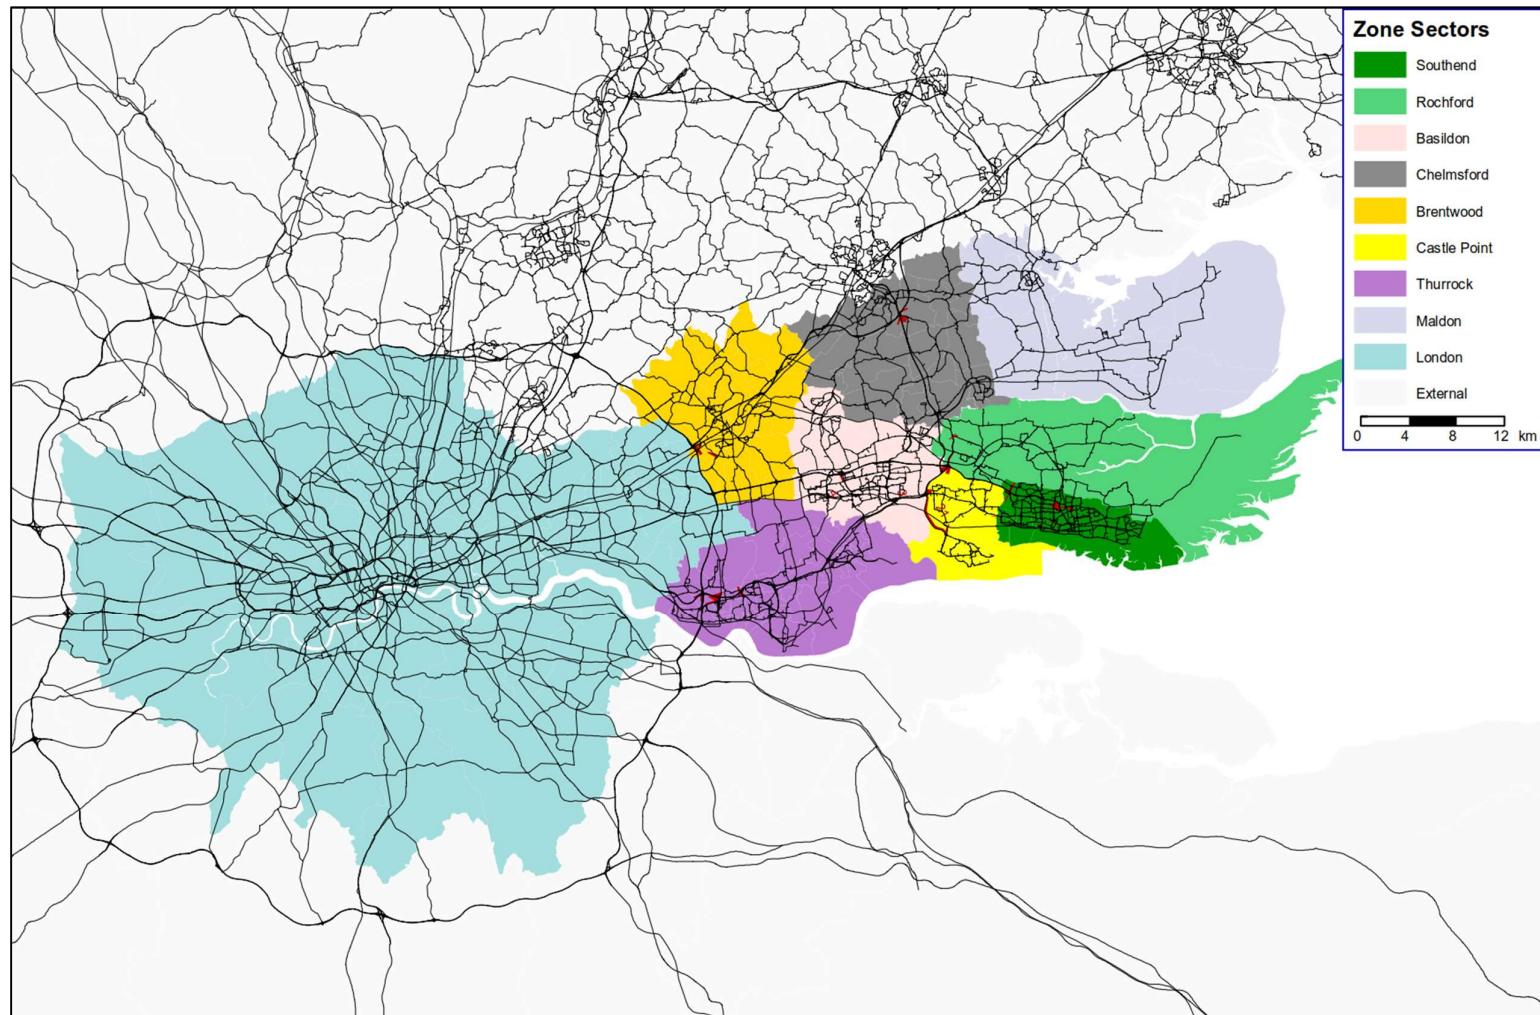 Zone Sectors
Southend
Rochford
Basildon
Chelmsford
Brentwood
Castle Point
Thurrock
Maldon
London
External
0 4 8 12 km